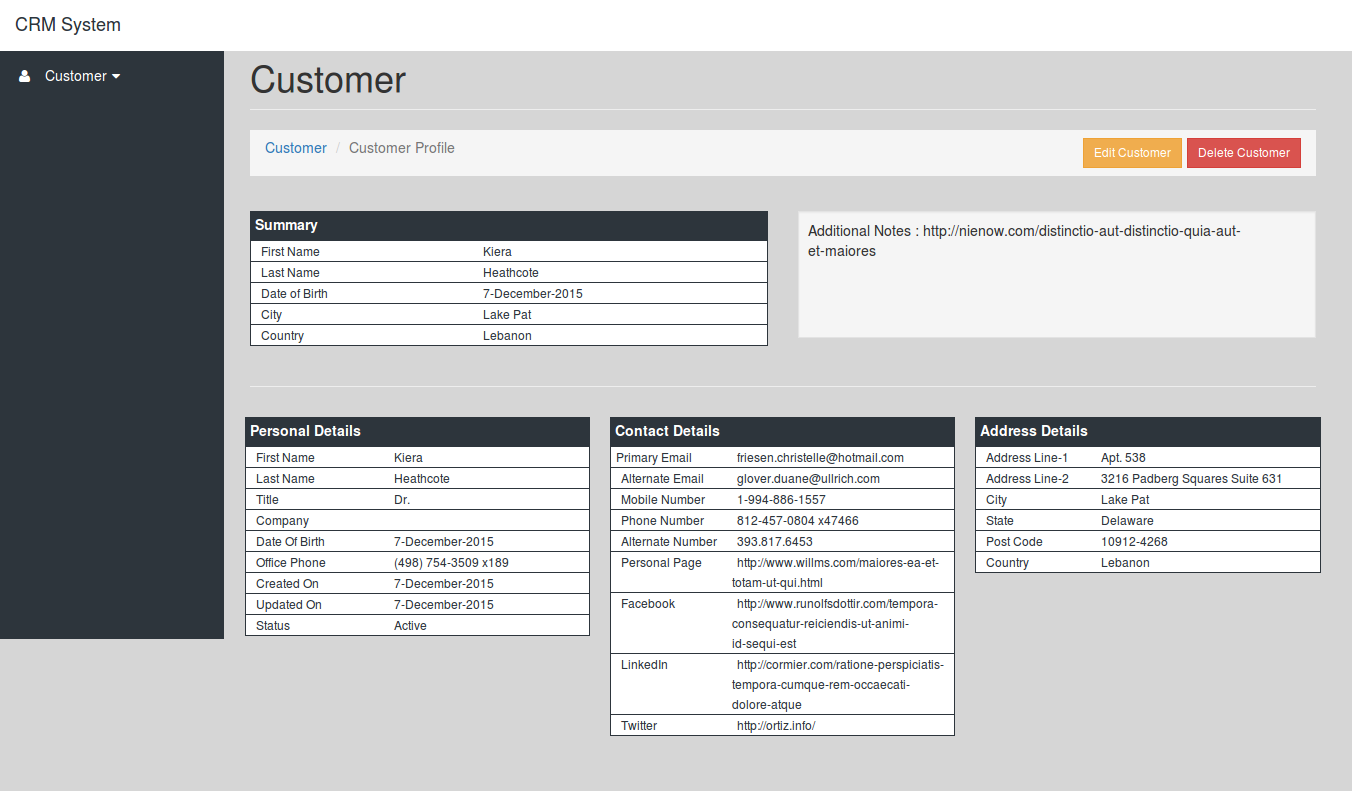 CRM System
Customer
Customer
Customer / Customer Profile
Edit Customer
Delete Customer
Summary
First Name Kiera
Last Name Heathcote
Date of Birth 7-December-2015
City Lake Pat
Country Lebanon
Additional Notes : http://nienow.com/distinctio-aut-distinctio-quia-aut-
et-maiores
Personal Details
First Name Kiera
Last Name Heathcote
Title Dr.
Company
Date Of Birth 7-December-2015
Office Phone (498) 754-3509 x189
Created On 7-December-2015
Updated On 7-December-2015
Status Active
Contact Details
Primary Email friesen.christelle@hotmail.com
Alternate Email glover.duane@ullrich.com
Mobile Number 1-994-886-1557
Phone Number 812-457-0804 x47466
Alternate Number 393.817.6453
Personal Page http://www.willms.com/maiores-ea-et-
totam-ut-qui.html
Facebook http://www.runolfsdottir.com/tempora-
consequatur-reiciendis-ut-animi-
id-sequi-est
LinkedIn http://cormier.com/ratione-perspiciatis-
tempora-cumque-rem-occaecati-
dolore-atque
Twitter http://ortiz.info/
Address Details
Address Line-1 Apt. 538
Address Line-2 3216 Padberg Squares Suite 631
City Lake Pat
State Delaware
Post Code 10912-4268
Country Lebanon